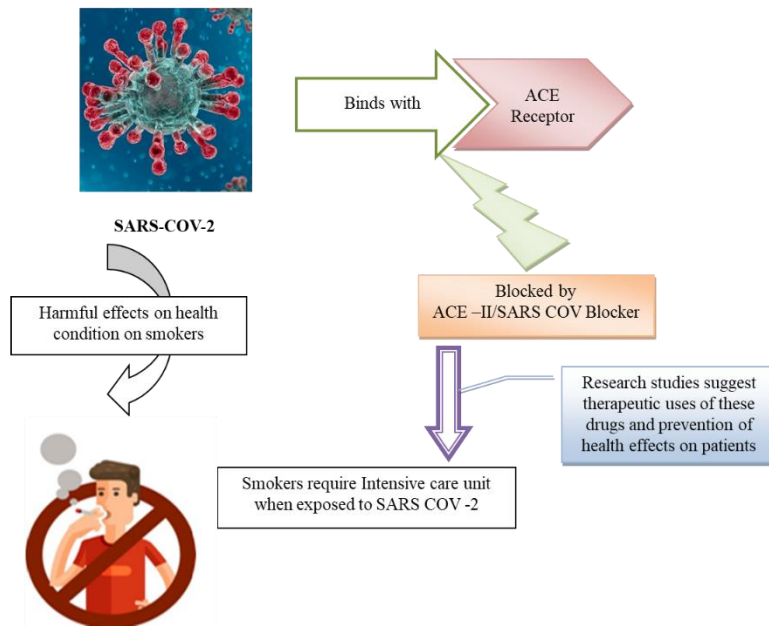 Binds with
ACE
Receptor
SARS-COV-2
Harmful effects on health
condition on smokers
Blocked by
ACE –II/SARS COV Blocker
Research studies suggest
therapeutic uses of these
drugs and prevention of
health effects on patients
Smokers require Intensive care unit
when exposed to SARS COV -2